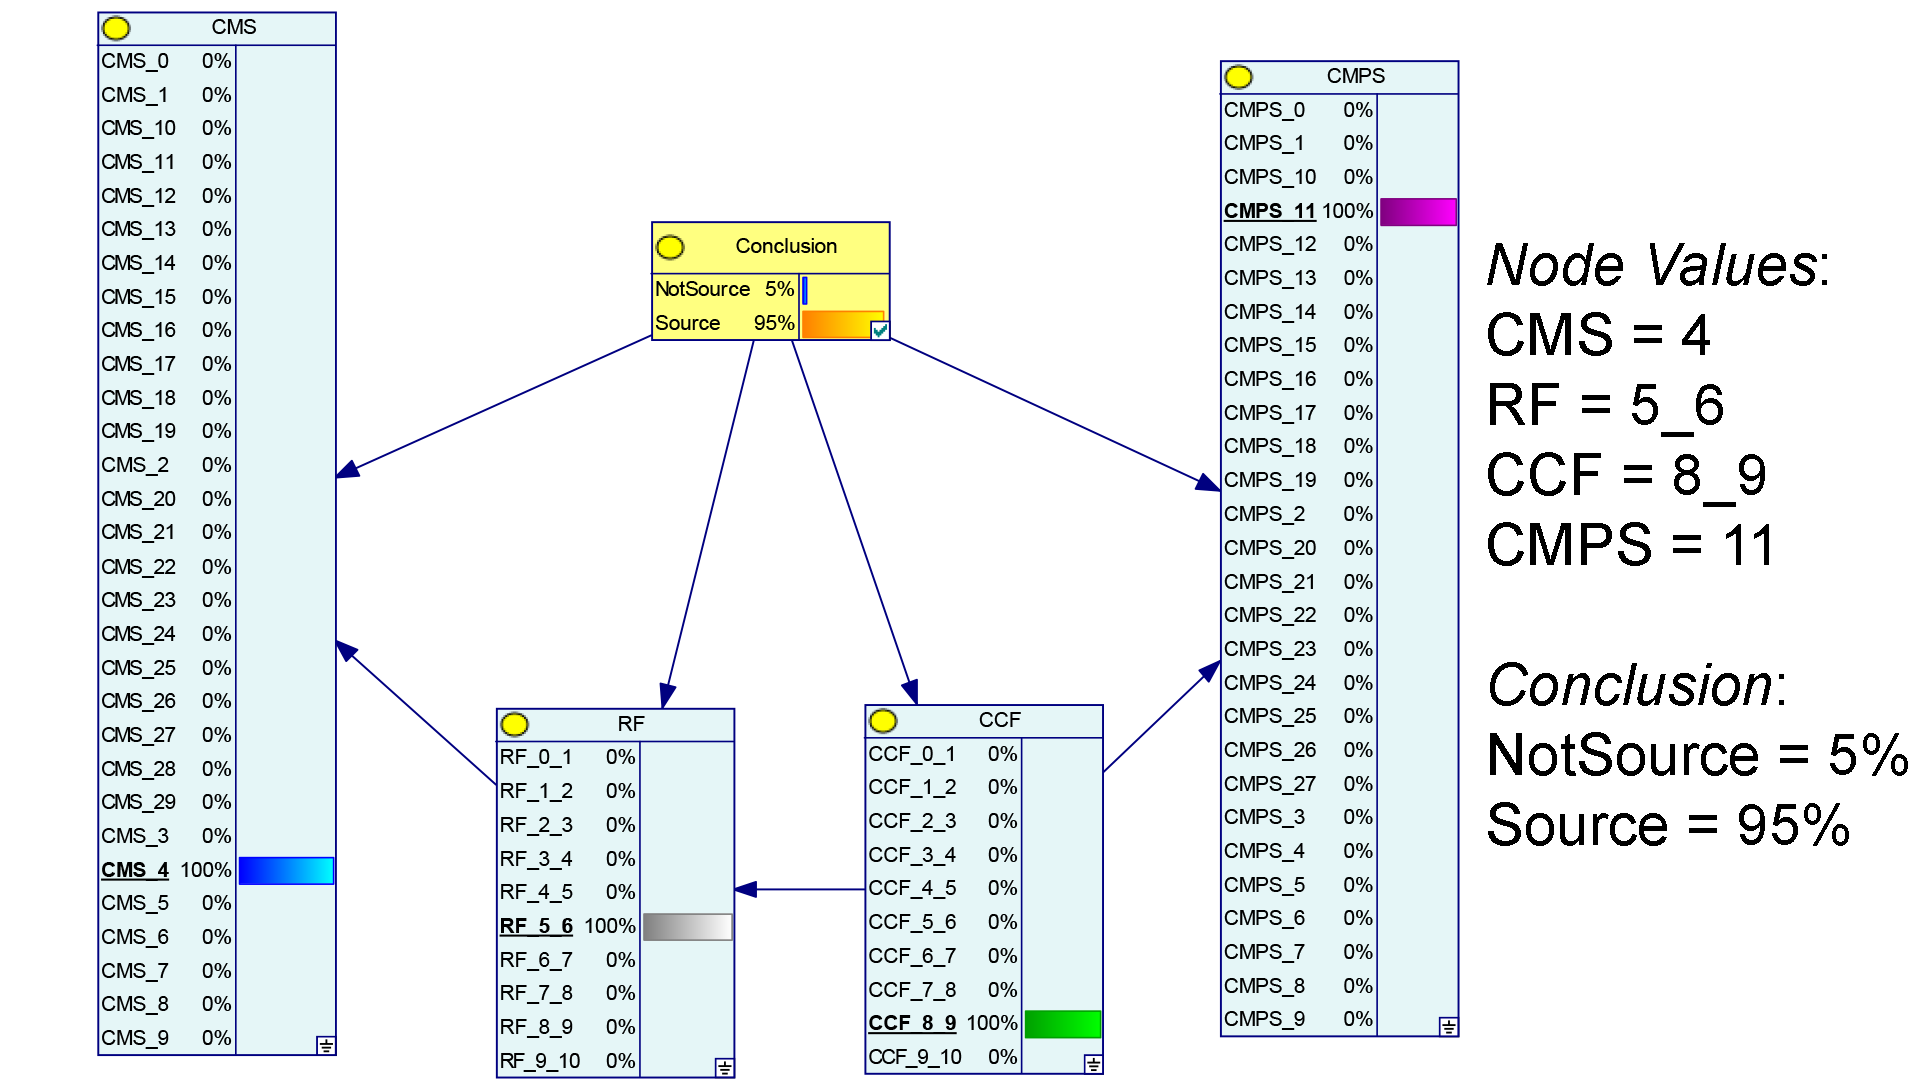 CMS
CMS_0 0%
CMS_1 0%
CMS_10 0%
CMS_11 0%
CMS_12 0%
CMS_13 0%
CMS_14 0%
CMS_15 0%
CMS_16 0%
CMS_17 0%
CMS_18 0%
CMS_19 0%
CMS_2 0%
CMS_20 0%
CMS_21 0%
CMS_22 0%
CMS_23 0%
CMS_24 0%
CMS_25 0%
CMS_26 0%
CMS_27 0%
CMS_28 0%
CMS_29 0%
CMS_3 0%
CMS_4 100%
CMS_5 0%
CMS_6 0%
CMS_7 0%
CMS_8 0%
CMS_9 0%
Conclusion
NotSource 5%
Source 95%
RF
RF_0_1 0%
RF_1_2 0%
RF_2_3 0%
RF_3_4 0%
RF_4_5 0%
RF_5_6 100%
RF_6_7 0%
RF_7_8 0%
RF_8_9 0%
RF_9_10 0%
CCF
CCF_0_1 0%
CCF_1_2 0%
CCF_2_3 0%
CCF_3_4 0%
CCF_4_5 0%
CCF_5_6 0%
CCF_6_7 0%
CCF_7_8 0%
CCF_8_9 100%
CCF_9_10 0%
CMPS
CMPS_0 0%
CMPS_1 0%
CMPS_10 0%
CMPS_11 100%
CMPS_12 0%
CMPS_13 0%
CMPS_14 0%
CMPS_15 0%
CMPS_16 0%
CMPS_17 0%
CMPS_18 0%
CMPS_19 0%
CMPS_2 0%
CMPS_20 0%
CMPS_21 0%
CMPS_22 0%
CMPS_23 0%
CMPS_24 0%
CMPS_25 0%
CMPS_26 0%
CMPS_27 0%
CMPS_3 0%
CMPS_4 0%
CMPS_5 0%
CMPS_6 0%
CMPS_7 0%
CMPS_8 0%
CMPS_9 0%
Node Values:
CMS = 4
RF = 5_6
CCF = 8_9
CMPS = 11
Conclusion:
NotSource = 5%
Source = 95%